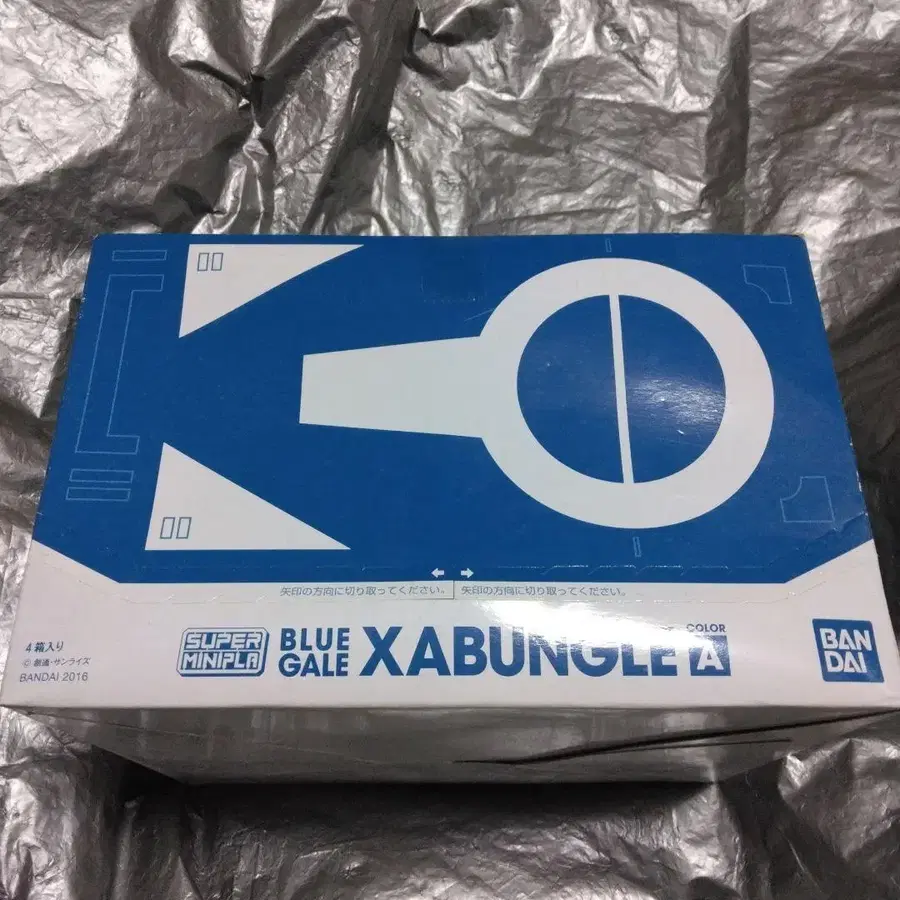 矢印の方向に切り取ってください。 矢印の方向に切り取ってください。
4箱入り
© 創通・サンライズ
BANDAI 2016
SUPER
MINIPLA
BLUE
GALE
XABUNGLE
COLOR
A
BAN
DAI